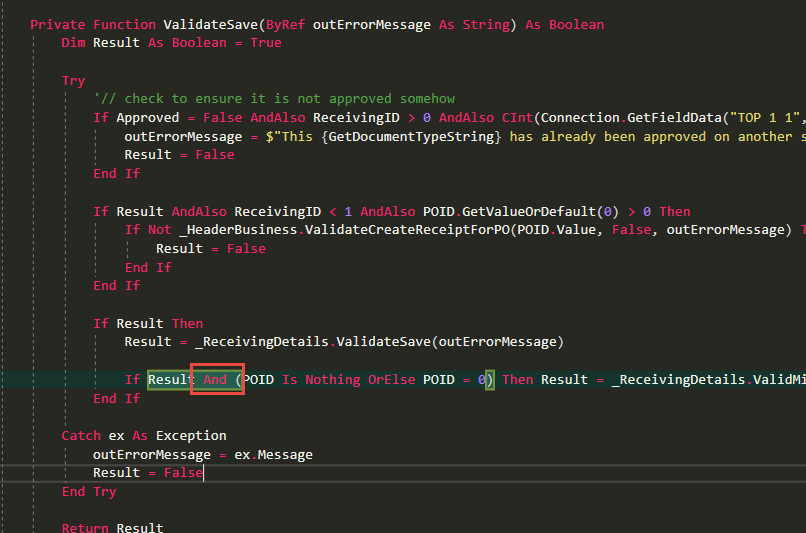 Private Function ValidateSave(ByRef outErrorMessage As String) As Boolean
Dim Result As Boolean = True
Try
'// check to ensure it is not approved somehow
If Approved = False AndAlso ReceivingID > 0 AndAlso CInt(Connection.GetFieldData("TOP 1 1",
outErrorMessage = $"This {GetDocumentTypeString} has already been approved on another s
Result = False
End If
If Result AndAlso ReceivingID < 1 AndAlso POID.GetValueOrDefault(0) > 0 Then
If Not _HeaderBusiness.ValidateCreateReceiptForPO(POID.Value, False, outErrorMessage) T
Result = False
End If
End If
If Result Then
Result = _ReceivingDetails.ValidateSave(outErrorMessage)
If Result And (POID Is Nothing OrElse POID = 0) Then Result = _ReceivingDetails.ValidMi
End If
Catch ex As Exception
outErrorMessage = ex.Message
Result = False
End Try
Return Result